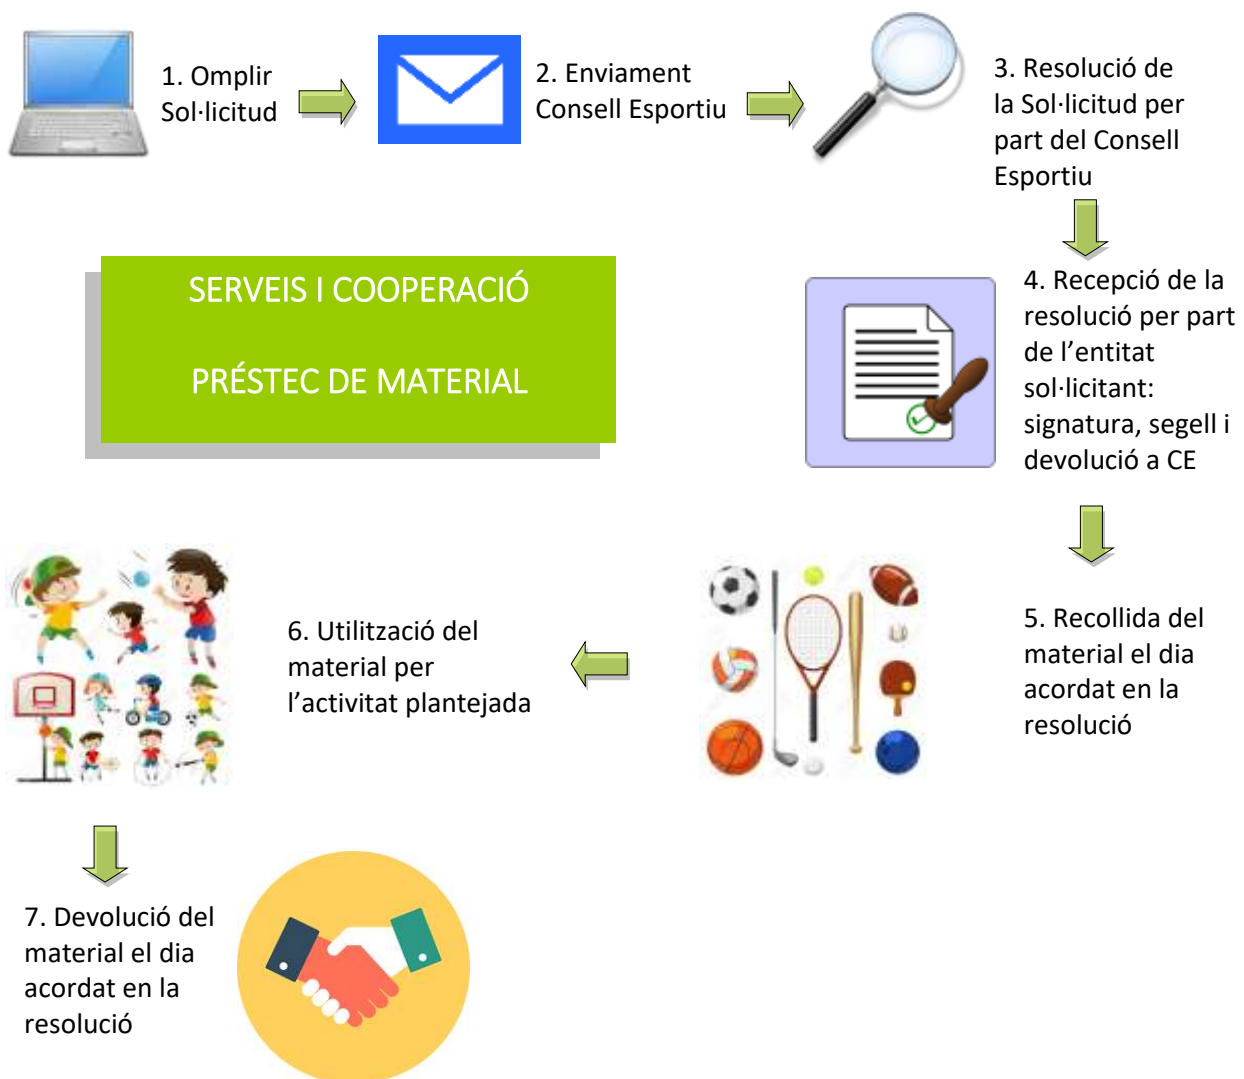 1. Omplir
Sol·licitud
2. Enviament
Consell Esportiu
3. Resolució de
la Sol·licitud per
part del Consell
Esportiu
SERVEIS I COOPERACIÓ
PRÉSTEC DE MATERIAL
4. Recepció de la
resolució per part
de l’entitat
sol·licitant:
signatura, segell i
devolució a CE
5. Recollida del
material el dia
acordat en la
resolució
6. Utilització del
material per
l’activitat plantejada
7. Devolució del
material el dia
acordat en la
resolució